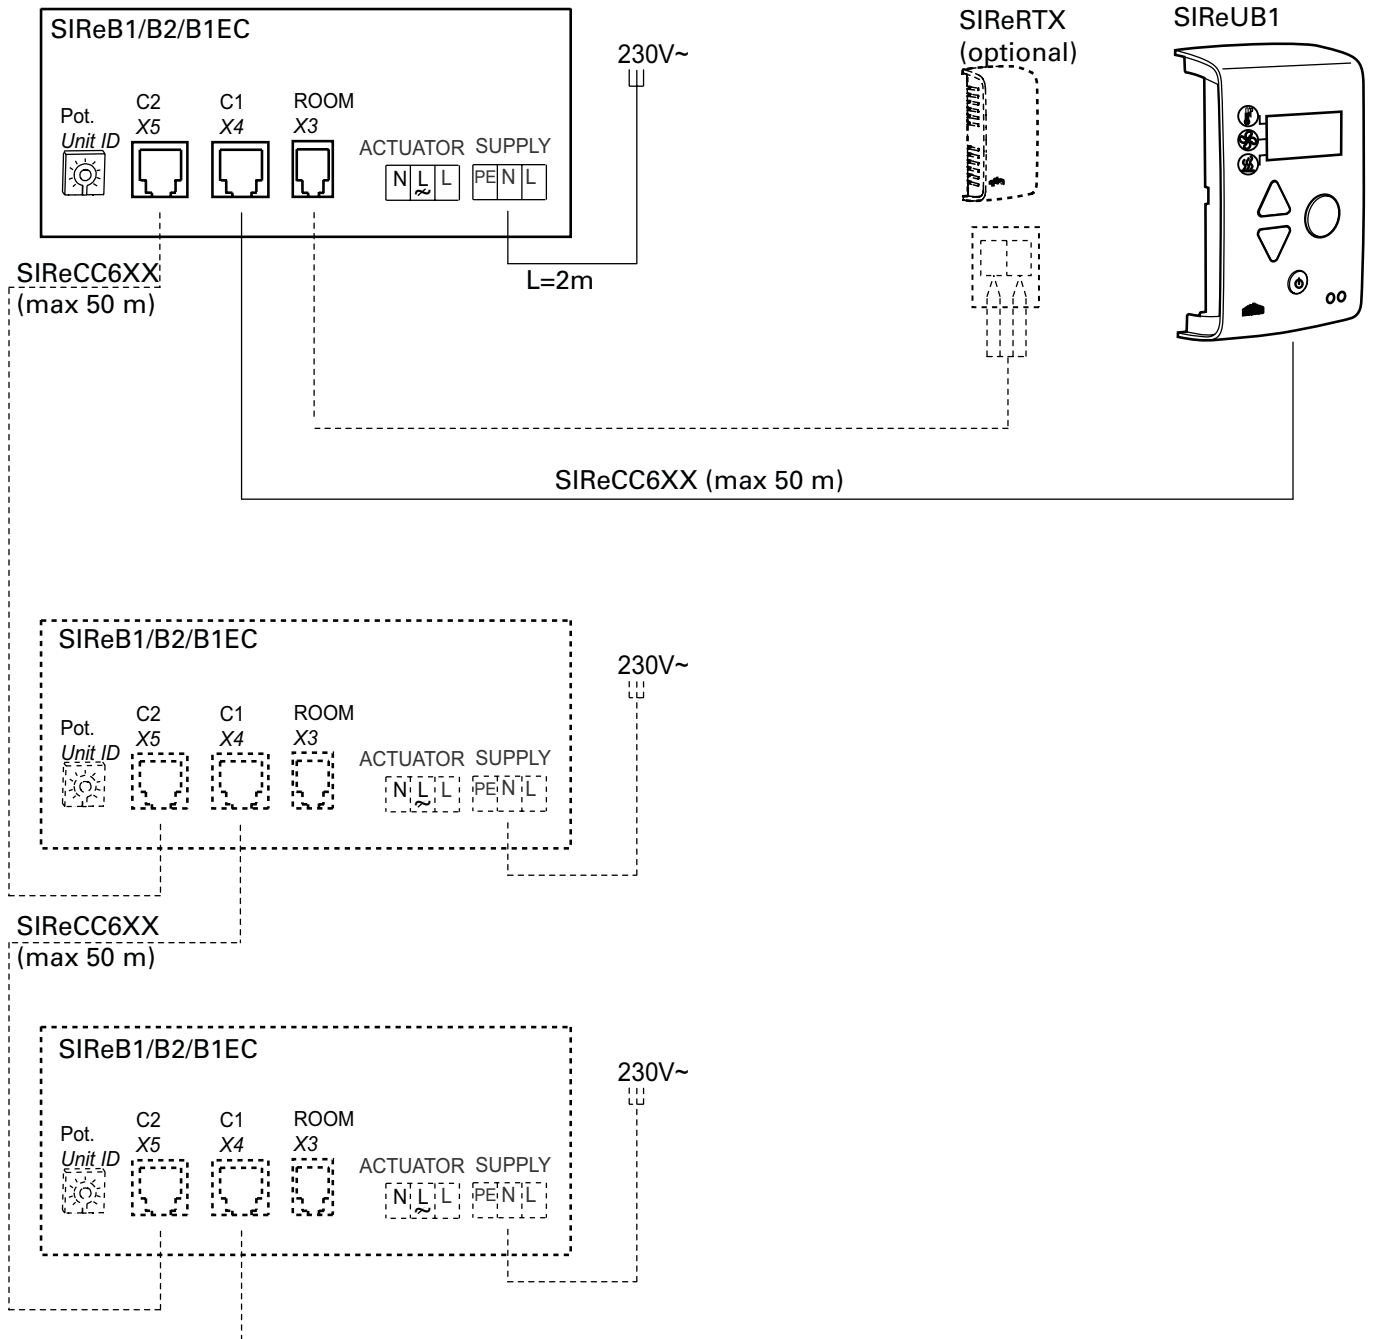 SIReB1/B2/B1EC
230V~
SIReRTX
(optional)
SIReUB1
Pot.
Unit ID
C2
X5
C1
X4
ROOM
X3
ACTUATOR
SUPPLY
N L L
~
PE N L
L=2m
SIReCC6XX
(max 50 m)
SIReCC6XX (max 50 m)
SIReB1/B2/B1EC
230V~
Pot.
Unit ID
C2
X5
C1
X4
ROOM
X3
ACTUATOR
SUPPLY
N L L
~
PE N L
SIReCC6XX
(max 50 m)
SIReB1/B2/B1EC
230V~
Pot.
Unit ID
C2
X5
C1
X4
ROOM
X3
ACTUATOR
SUPPLY
N L L
~
PE N L